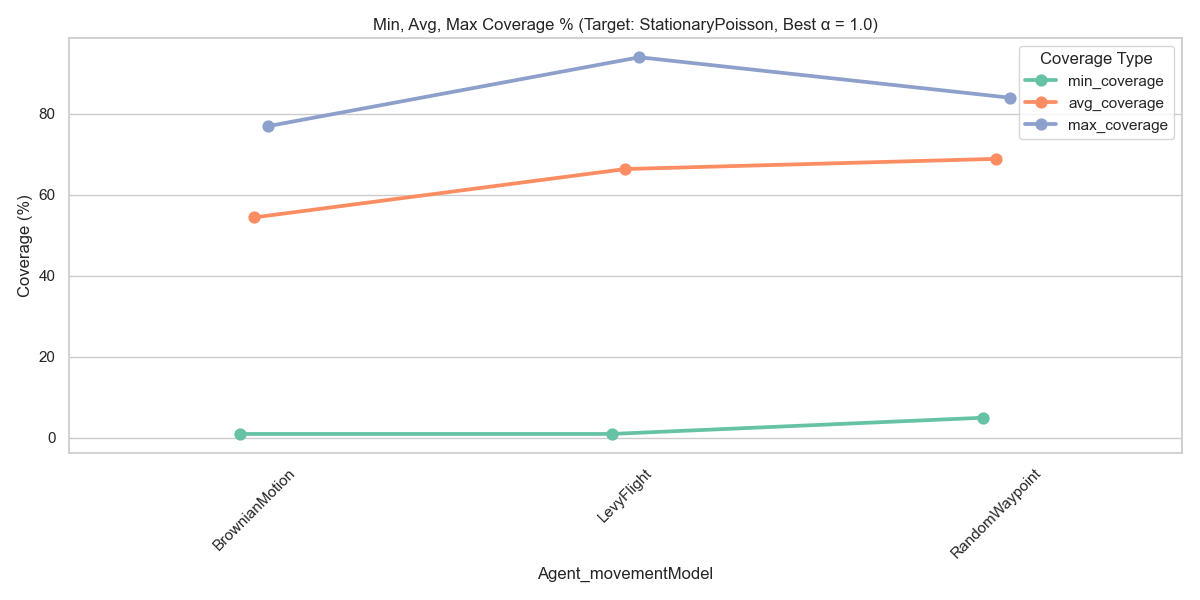 Min, Avg, Max Coverage % (Target: StationaryPoisson, Best α = 1.0)
Coverage Type
min_coverage
avg_coverage
max_coverage
Coverage (%)
80
60
40
20
0
BrownianMotion
LevyFlight
RandomWaypoint
Agent_movementModel